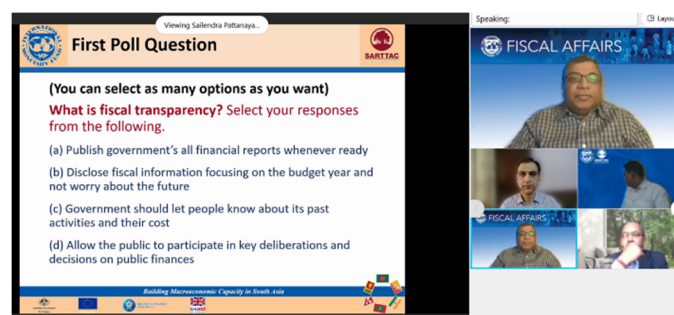 Viewing Sailendra Pattanaya...
Speaking:
Layou
INTERNATIONAL MONETARY FUND
First Poll Question
SARTTAC
(You can select as many options as you want)
What is fiscal transparency? Select your responses
from the following.
(a) Publish government's all financial reports whenever ready
(b) Disclose fiscal information focusing on the budget year and
not worry about the future
(c) Government should let people know about its past
activities and their cost
(d) Allow the public to participate in key deliberations and
decisions on public finances
Building Macroeconomic Capacity in South Asia
FISCAL AFFAIRS
FISCAL AFFAIRS